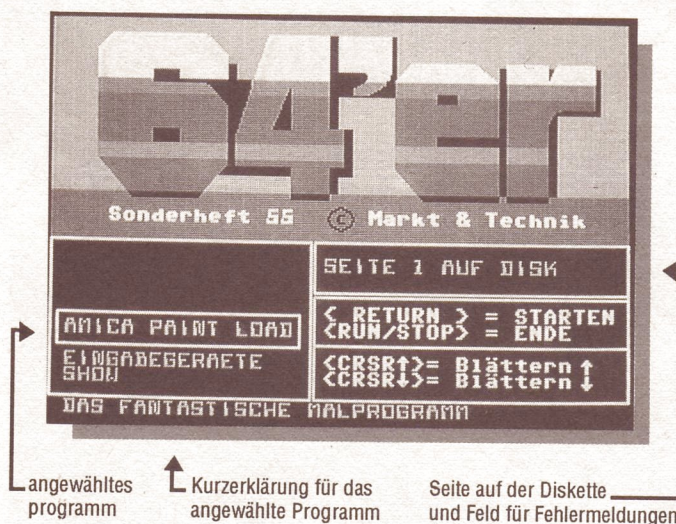 64'er
Sonderheft 55 © Markt & Technik
SEITE 1 AUF DISK
AMICA PAINT LOAD
EINGABEGERAETE
SHOW
< RETURN > = STARTEN
<RUN/STOP> = ENDE
<CRSR↑>= Blättern ↑
<CRSR↓>= Blättern ↓
DAS FANTASTISCHE MALPROGRAMM
angewähltes
programm
Kurzerklärung für das
angewählte Programm
Seite auf der Diskette
und Feld für Fehlermeldungen